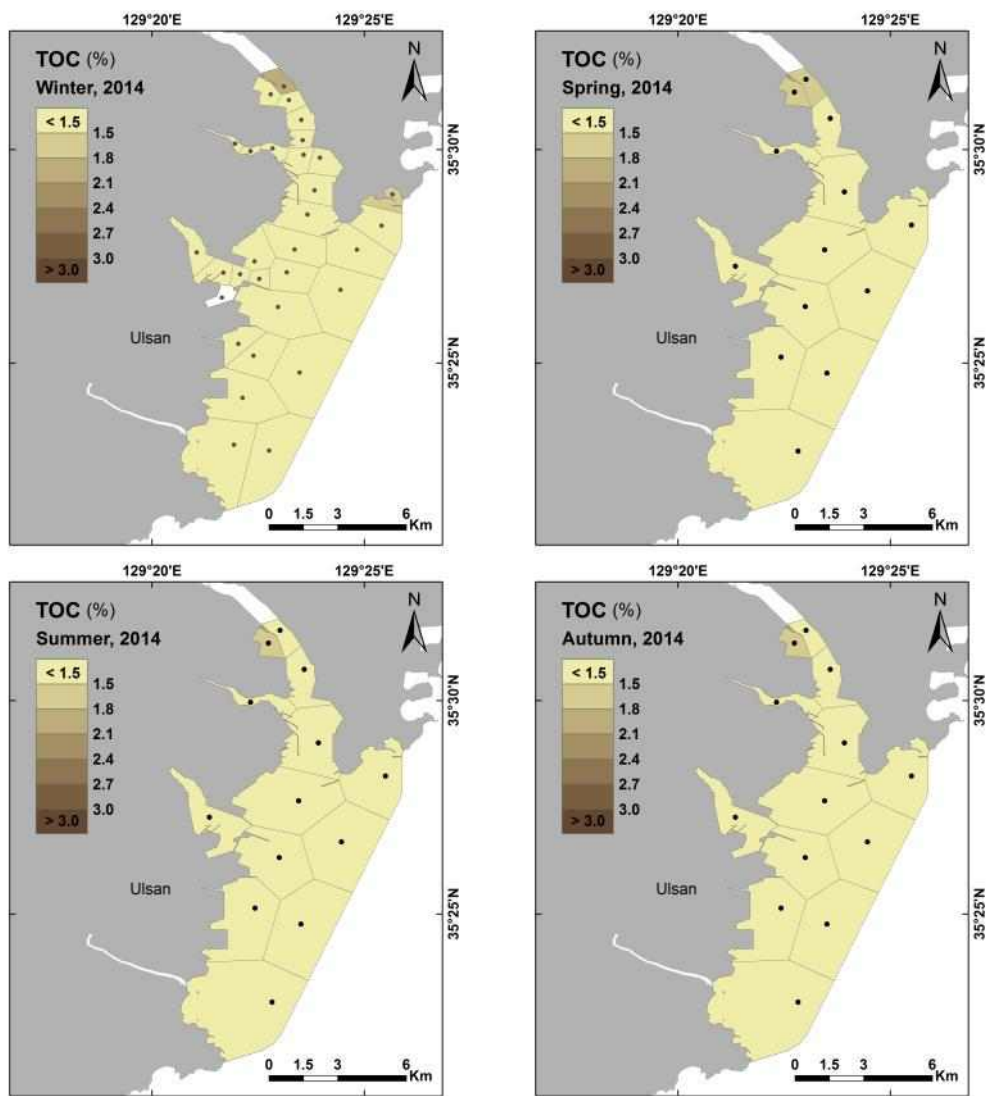 129°20'E 129°25'E
TOC (%)
Winter, 2014
< 1.5
1.5
1.8
2.1
2.4
2.7
3.0
> 3.0
N
35°30'N
35°25'N
Ulsan
0 1.5 3 6
Km
129°20'E 129°25'E
TOC (%)
Spring, 2014
< 1.5
1.5
1.8
2.1
2.4
2.7
3.0
> 3.0
N
35°30'N
35°25'N
Ulsan
0 1.5 3 6
Km
129°20'E 129°25'E
TOC (%)
Summer, 2014
< 1.5
1.5
1.8
2.1
2.4
2.7
3.0
> 3.0
N
35°30'N
35°25'N
Ulsan
0 1.5 3 6
Km
129°20'E 129°25'E
TOC (%)
Autumn, 2014
< 1.5
1.5
1.8
2.1
2.4
2.7
3.0
> 3.0
N
35°30'N
35°25'N
Ulsan
0 1.5 3 6
Km